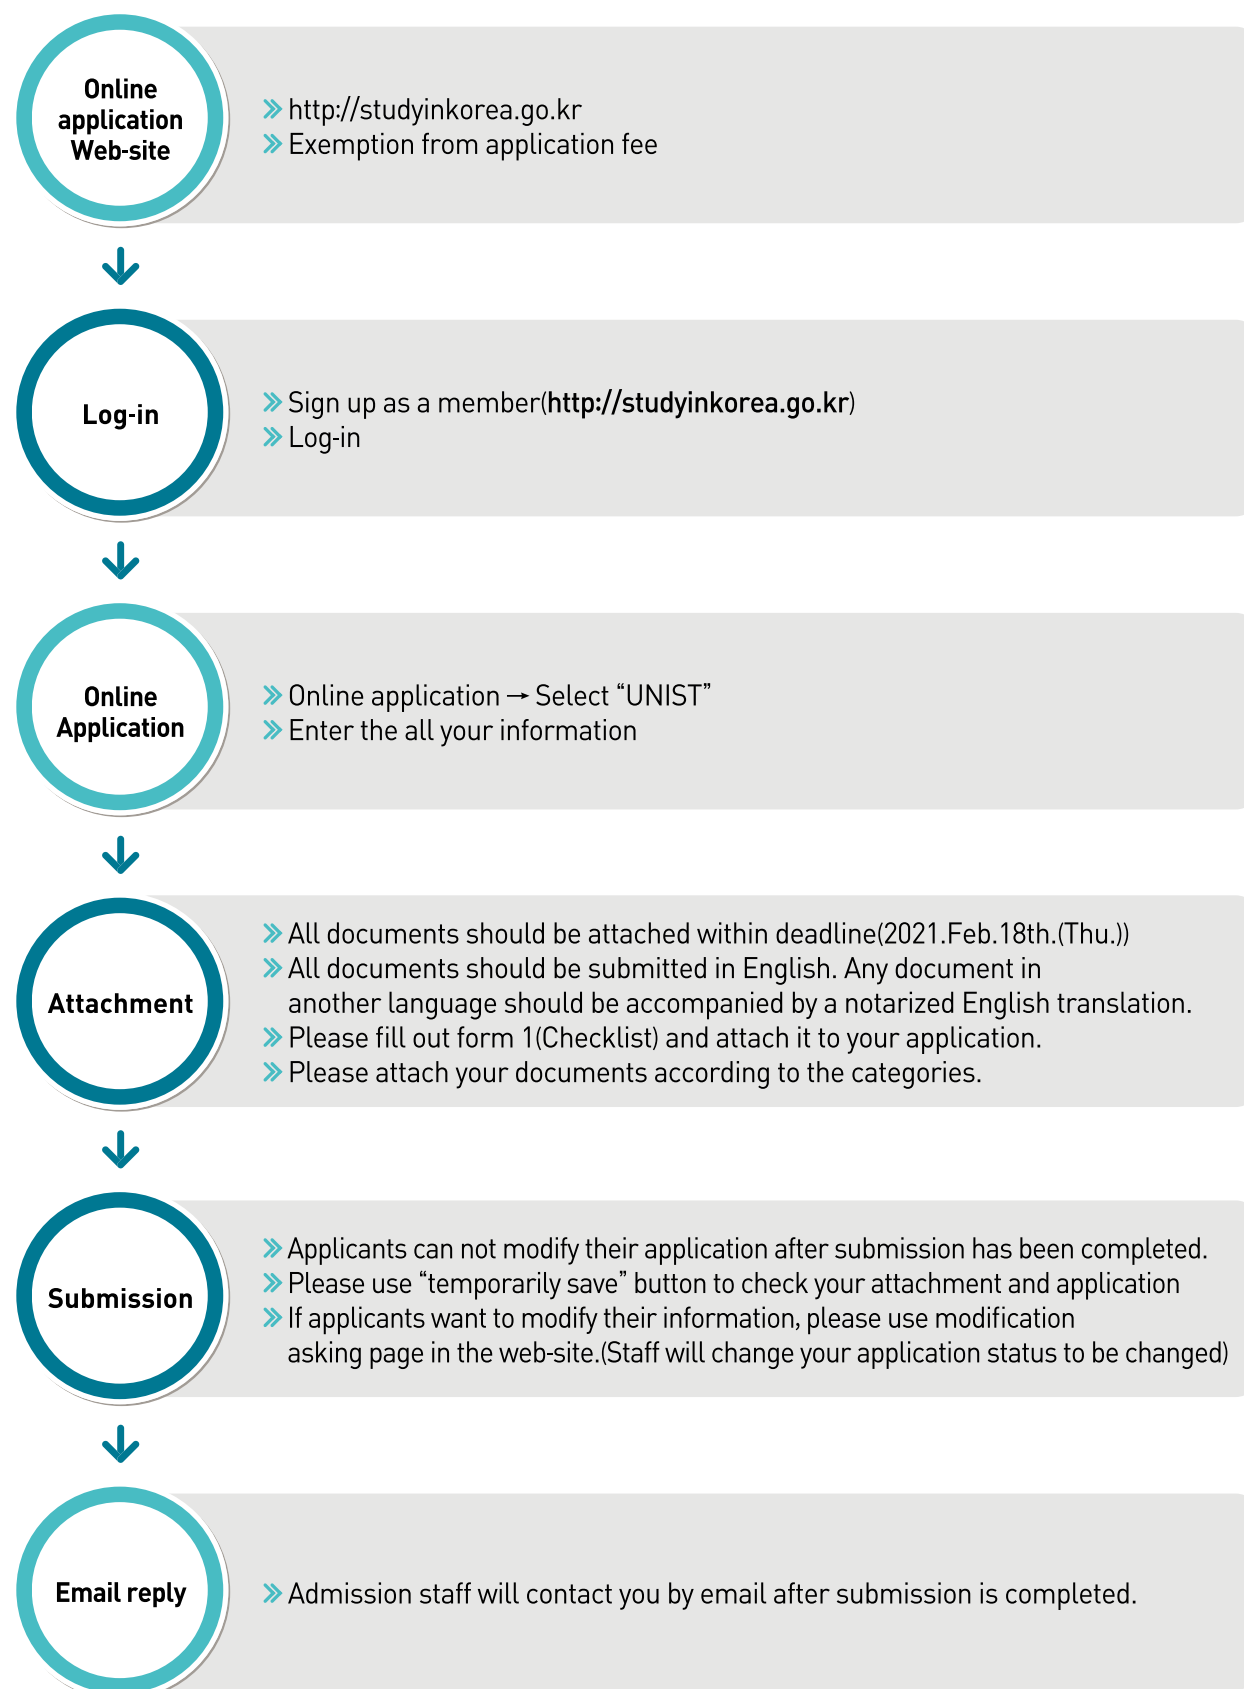 Online
application
Web-site
» http://studyinkorea.go.kr
» Exemption from application fee
Log-in
» Sign up as a member(http://studyinkorea.go.kr)
» Log-in
Online
Application
» Online application → Select “UNIST”
» Enter the all your information
Attachment
» All documents should be attached within deadline(2021.Feb.18th.(Thu.))
» All documents should be submitted in English. Any document in
another language should be accompanied by a notarized English translation.
» Please fill out form 1(Checklist) and attach it to your application.
» Please attach your documents according to the categories.
Submission
» Applicants can not modify their application after submission has been completed.
» Please use “temporarily save” button to check your attachment and application
» If applicants want to modify their information, please use modification
asking page in the web-site.(Staff will change your application status to be changed)
Email reply
» Admission staff will contact you by email after submission is completed.